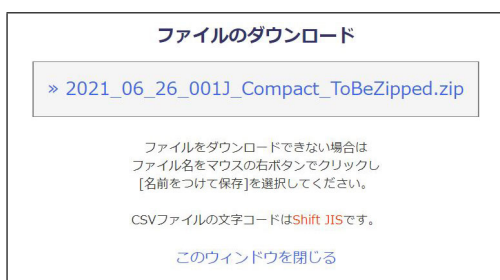 ファイルのダウンロード
» 2021_06_26_001J_Compact_ToBeZipped.zip
ファイルをダウンロードできない場合は
ファイル名をマウスの右ボタンでクリックし
[名前をつけて保存]を選択してください。
CSVファイルの文字コードはShift JISです。
このウィンドウを閉じる